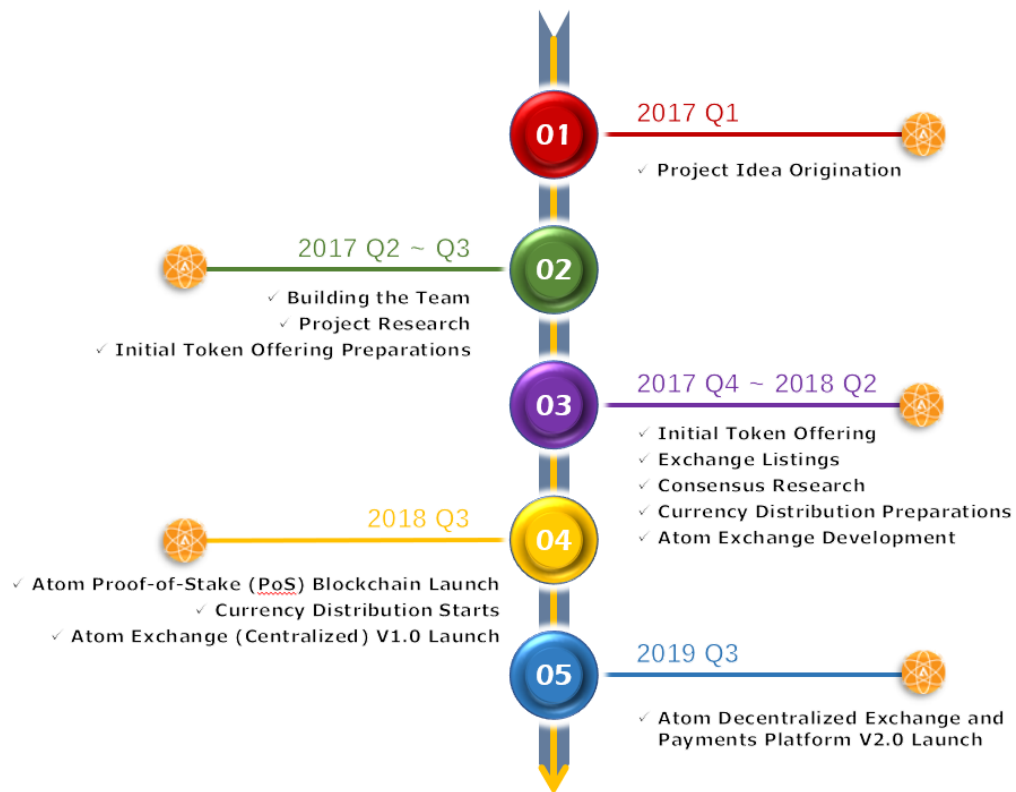 01
2017 Q1
✓ Project Idea Origination
2017 Q2 ~ Q3
02
✓ Building the Team
✓ Project Research
✓ Initial Token Offering Preparations
03
2017 Q4 ~ 2018 Q2
✓ Initial Token Offering
✓ Exchange Listings
✓ Consensus Research
✓ Currency Distribution Preparations
✓ Atom Exchange Development
2018 Q3
04
✓ Atom Proof-of-Stake (PoS) Blockchain Launch
✓ Currency Distribution Starts
✓ Atom Exchange (Centralized) V1.0 Launch
05
2019 Q3
✓ Atom Decentralized Exchange and
Payments Platform V2.0 Launch